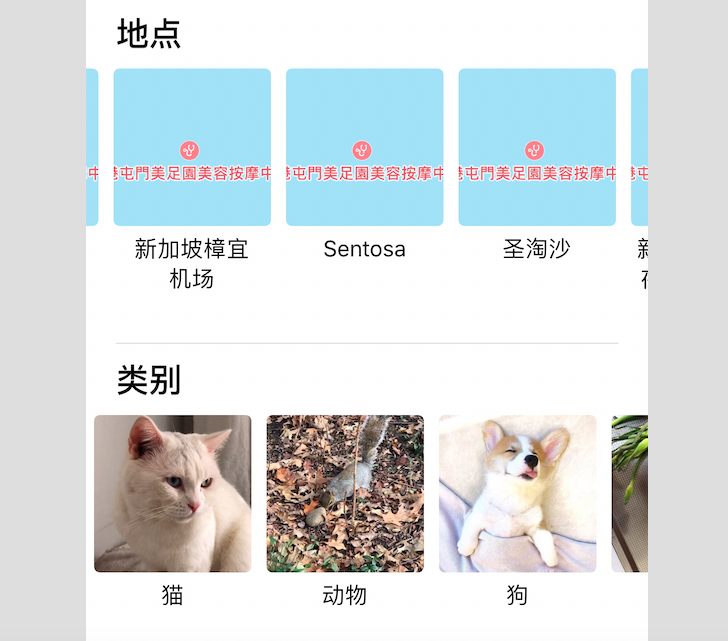 地点
屯門美足園美容按摩中
屯門美足園美容按摩中
屯門美足園美容按摩中
新加坡樟宜
机场
Sentosa
圣淘沙
类别
猫
动物
狗